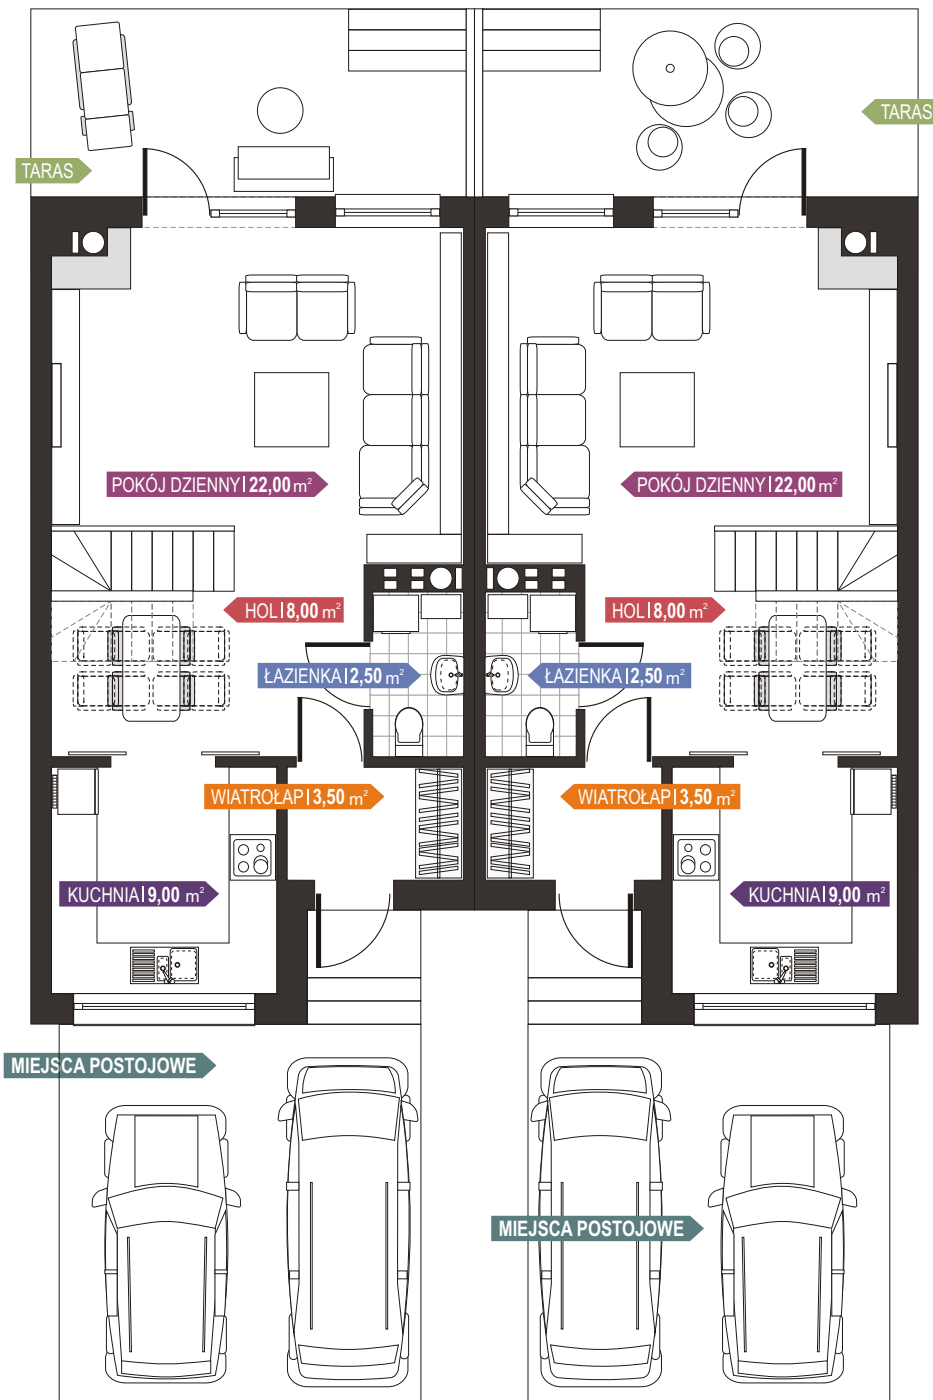 TARAS
TARAS
POKÓJ DZIENNY|22,00 m²
POKÓJ DZIENNY|22,00 m²
HOL|8,00 m²
HOL|8,00 m²
ŁAZIENKA|2,50 m²
ŁAZIENKA|2,50 m²
WIATROŁAP|3,50 m²
WIATROŁAP|3,50 m²
KUCHNIA|9,00 m²
KUCHNIA|9,00 m²
MIEJSCA POSTOJOWE
MIEJSCA POSTOJOWE